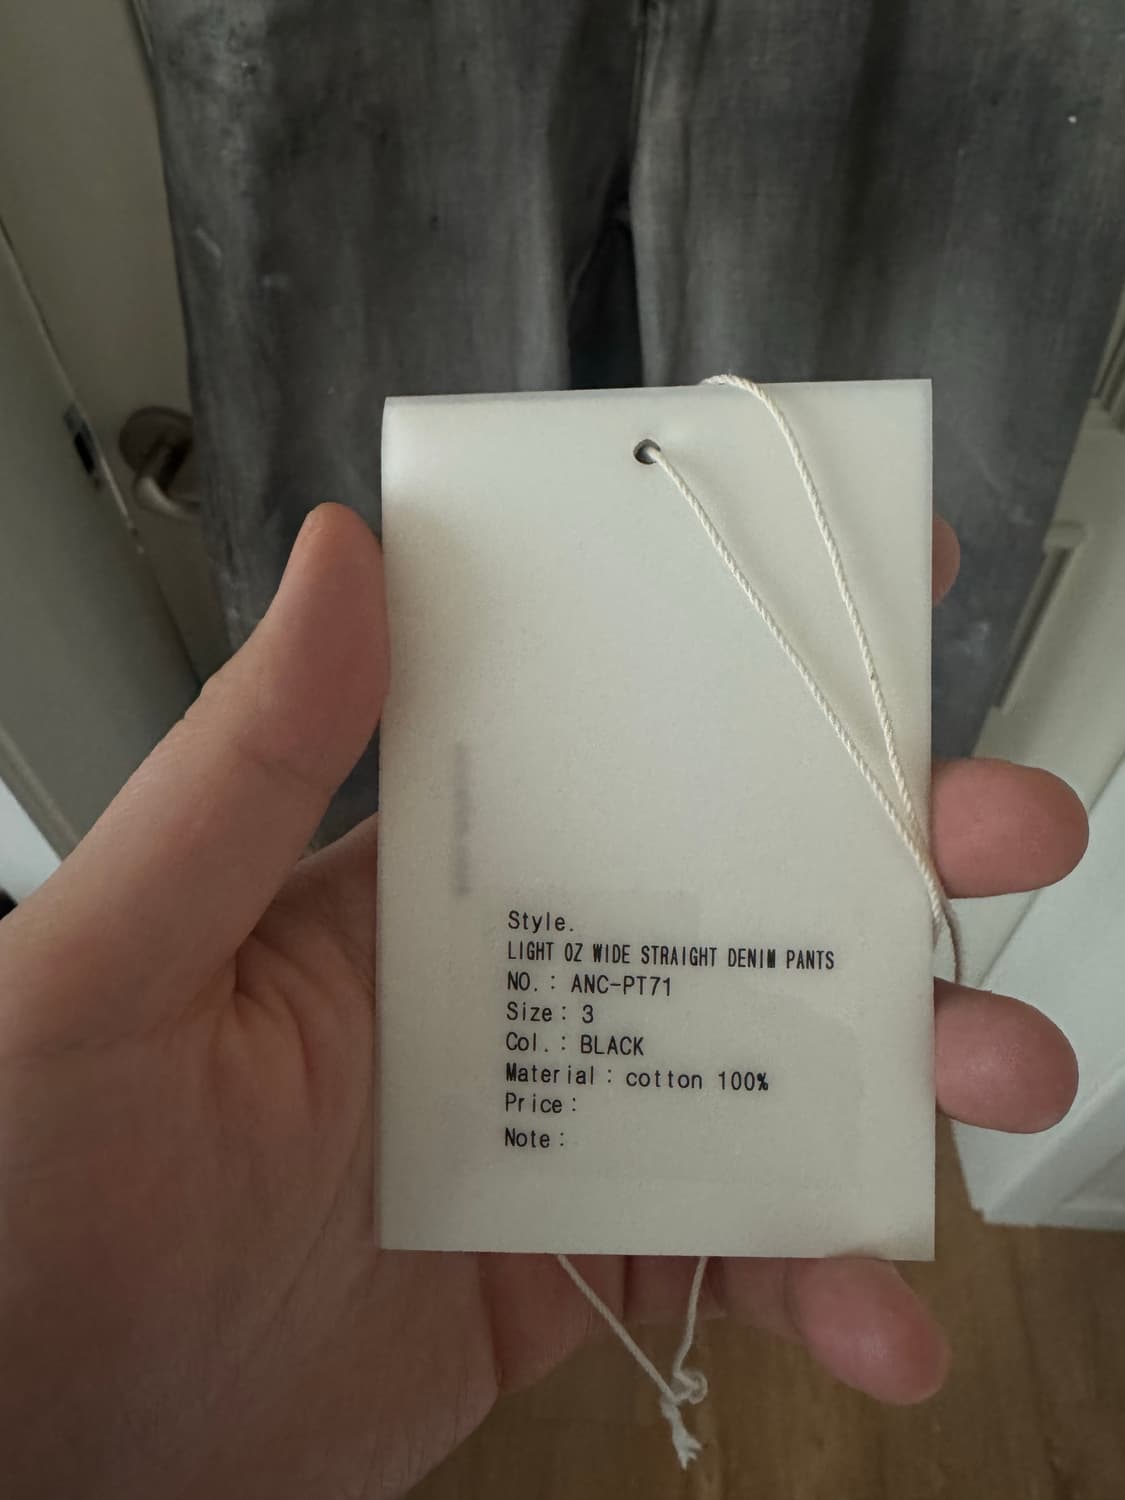 Style.
LIGHT OZ WIDE STRAIGHT DENIM PANTS
NO. : ANC-PT71
Size : 3
Col. : BLACK
Material : cotton 100%
Price :
Note :